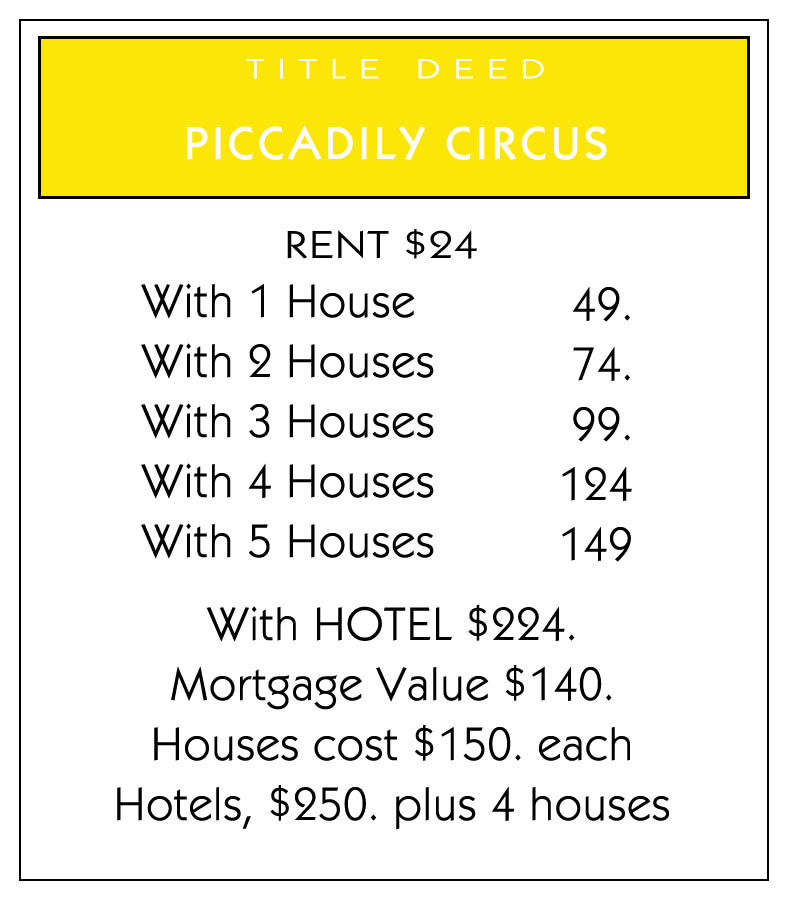 TITLE DEED
PICCADILY CIRCUS
RENT $24
With 1 House 49.
With 2 Houses 74.
With 3 Houses 99.
With 4 Houses 124
With 5 Houses 149
With HOTEL $224.
Mortgage Value $140.
Houses cost $150. each
Hotels, $250. plus 4 houses